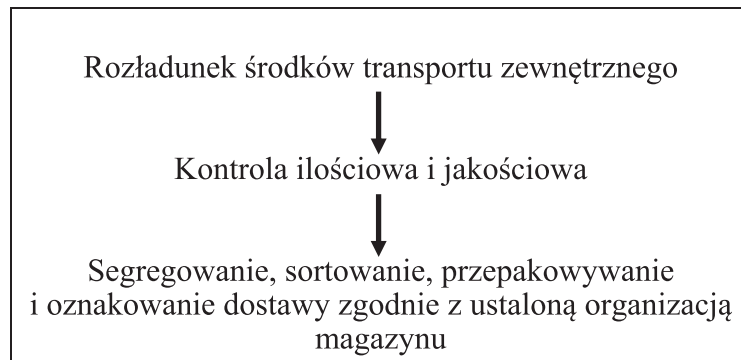 Rozładunek środków transportu zewnętrznego
Kontrola ilościowa i jakościowa
Segregowanie, sortowanie, przepakowywanie
i oznakowanie dostawy zgodnie z ustaloną organizacją
magazynu